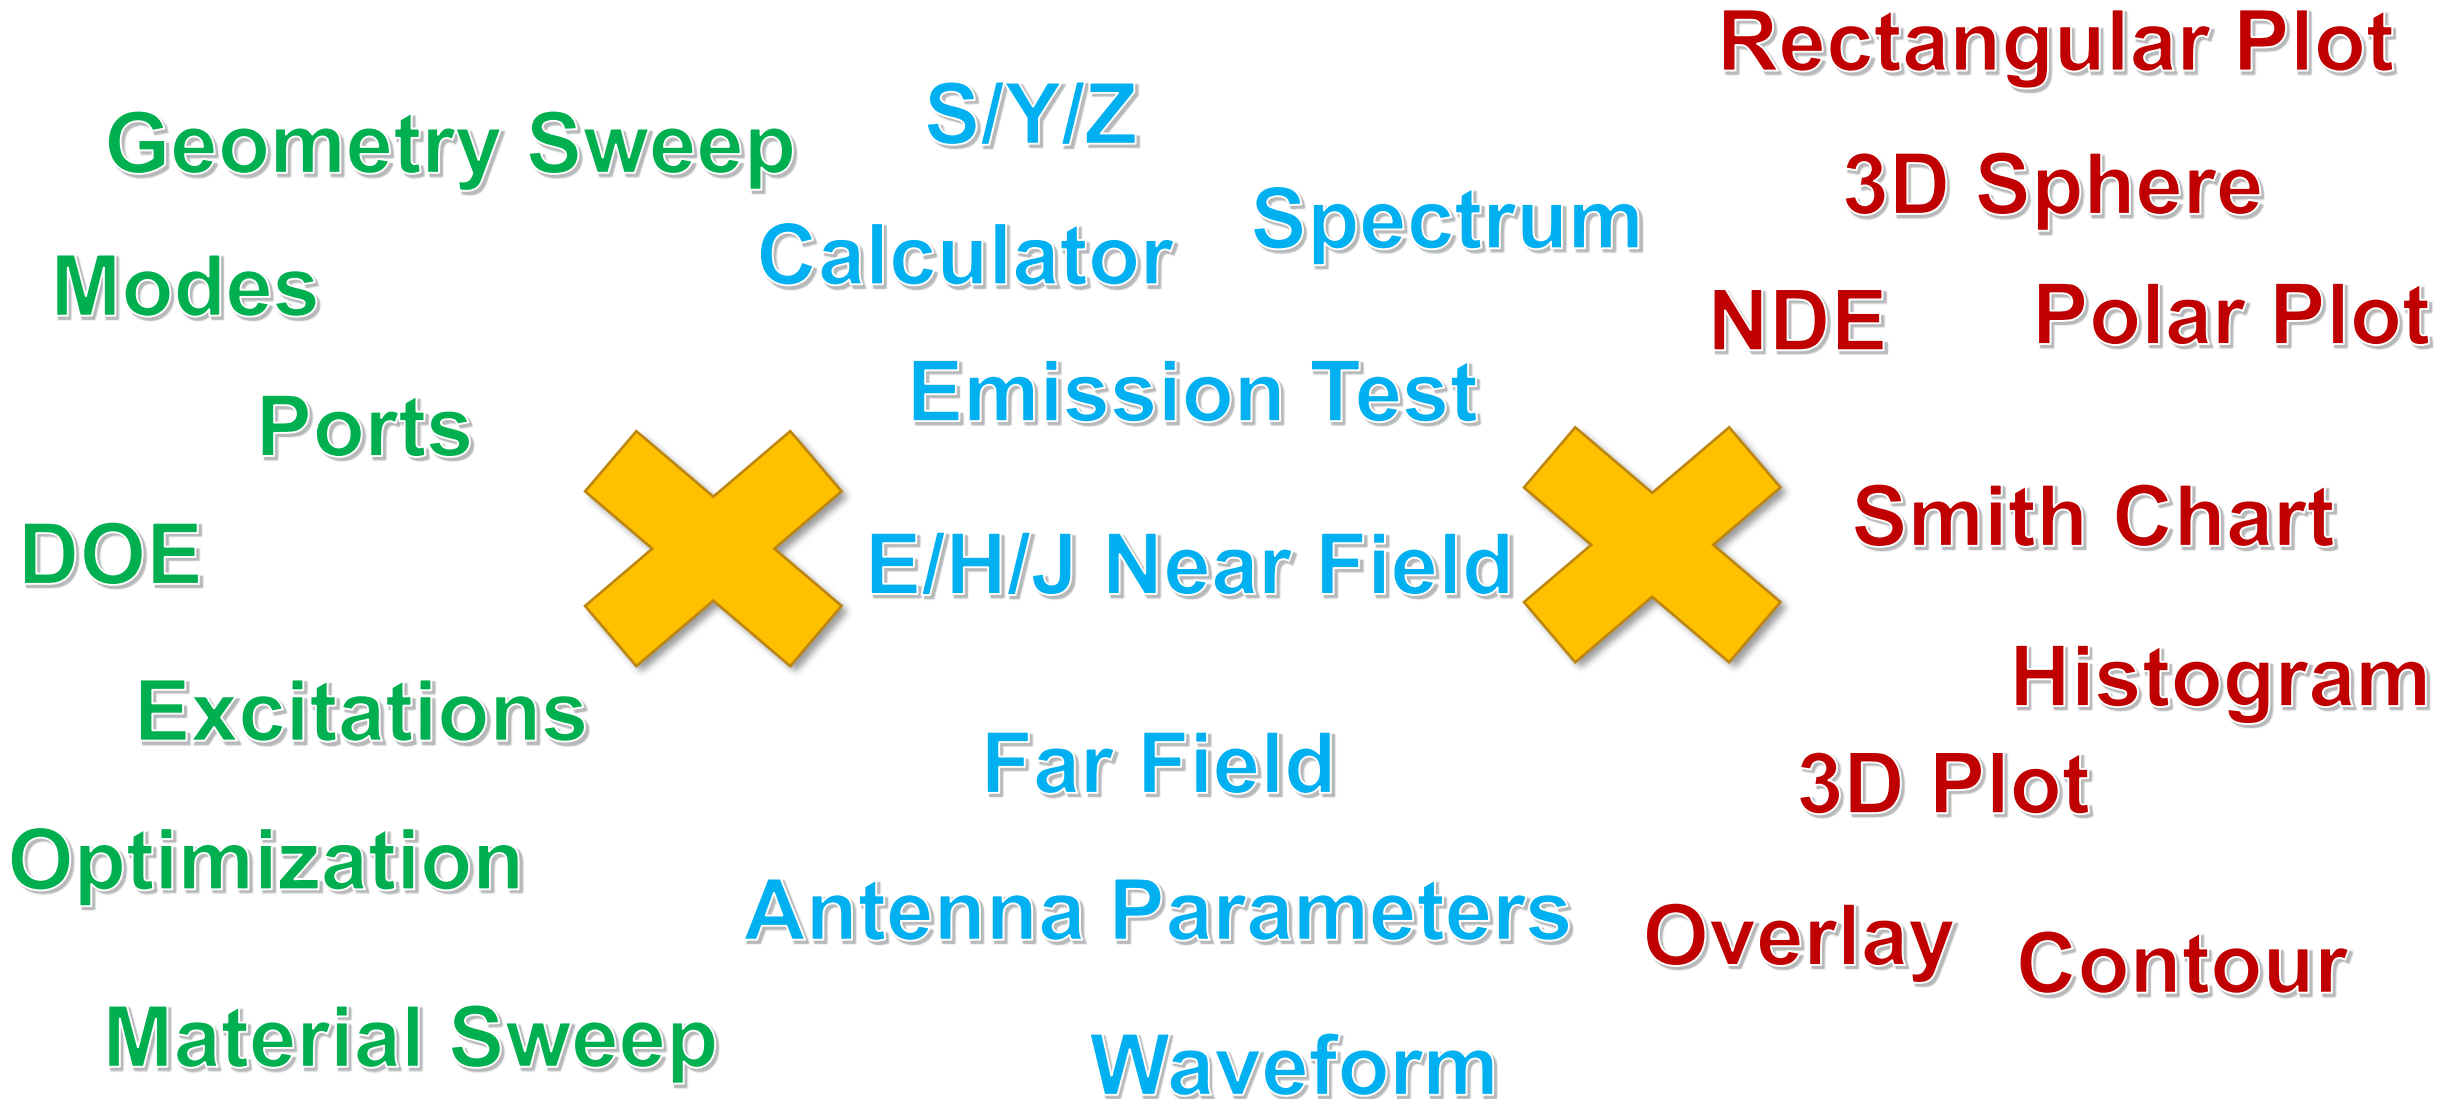 Geometry Sweep
Modes
Ports
DOE
Excitations
Optimization
Material Sweep
S/Y/Z
Calculator
Spectrum
Emission Test
E/H/J Near Field
Far Field
Antenna Parameters
Waveform
Rectangular Plot
3D Sphere
NDE
Polar Plot
Smith Chart
Histogram
3D Plot
Overlay
Contour